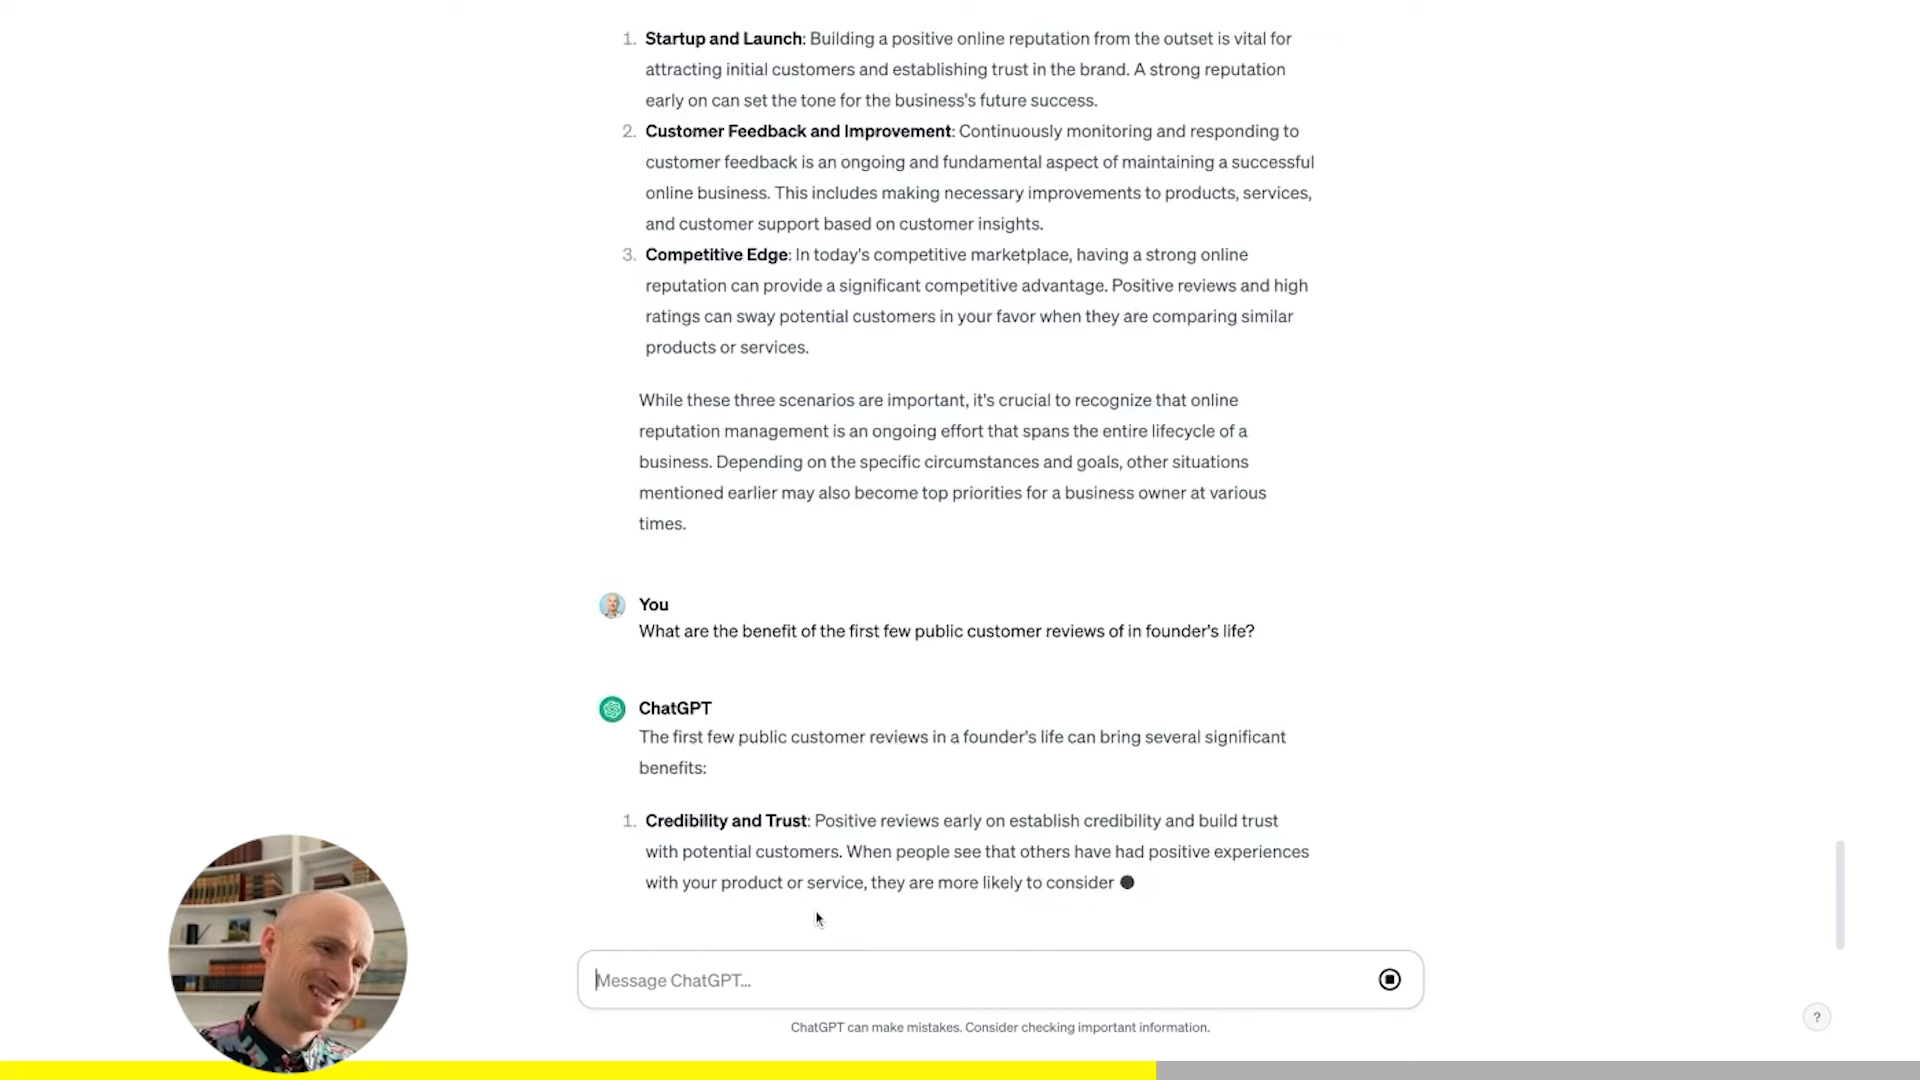 1. Startup and Launch: Building a positive online reputation from the outset is vital for
attracting initial customers and establishing trust in the brand. A strong reputation
early on can set the tone for the business's future success.
2. Customer Feedback and Improvement: Continuously monitoring and responding to
customer feedback is an ongoing and fundamental aspect of maintaining a successful
online business. This includes making necessary improvements to products, services,
and customer support based on customer insights.
3. Competitive Edge: In today's competitive marketplace, having a strong online
reputation can provide a significant competitive advantage. Positive reviews and high
ratings can sway potential customers in your favor when they are comparing similar
products or services.
While these three scenarios are important, it's crucial to recognize that online
reputation management is an ongoing effort that spans the entire lifecycle of a
business. Depending on the specific circumstances and goals, other situations
mentioned earlier may also become top priorities for a business owner at various
times.
You
What are the benefit of the first few public customer reviews of in founder's life?
ChatGPT
The first few public customer reviews in a founder's life can bring several significant
benefits:
1. Credibility and Trust: Positive reviews early on establish credibility and build trust
with potential customers. When people see that others have had positive experiences
with your product or service, they are more likely to consider
Message ChatGPT...
ChatGPT can make mistakes. Consider checking important information.
?